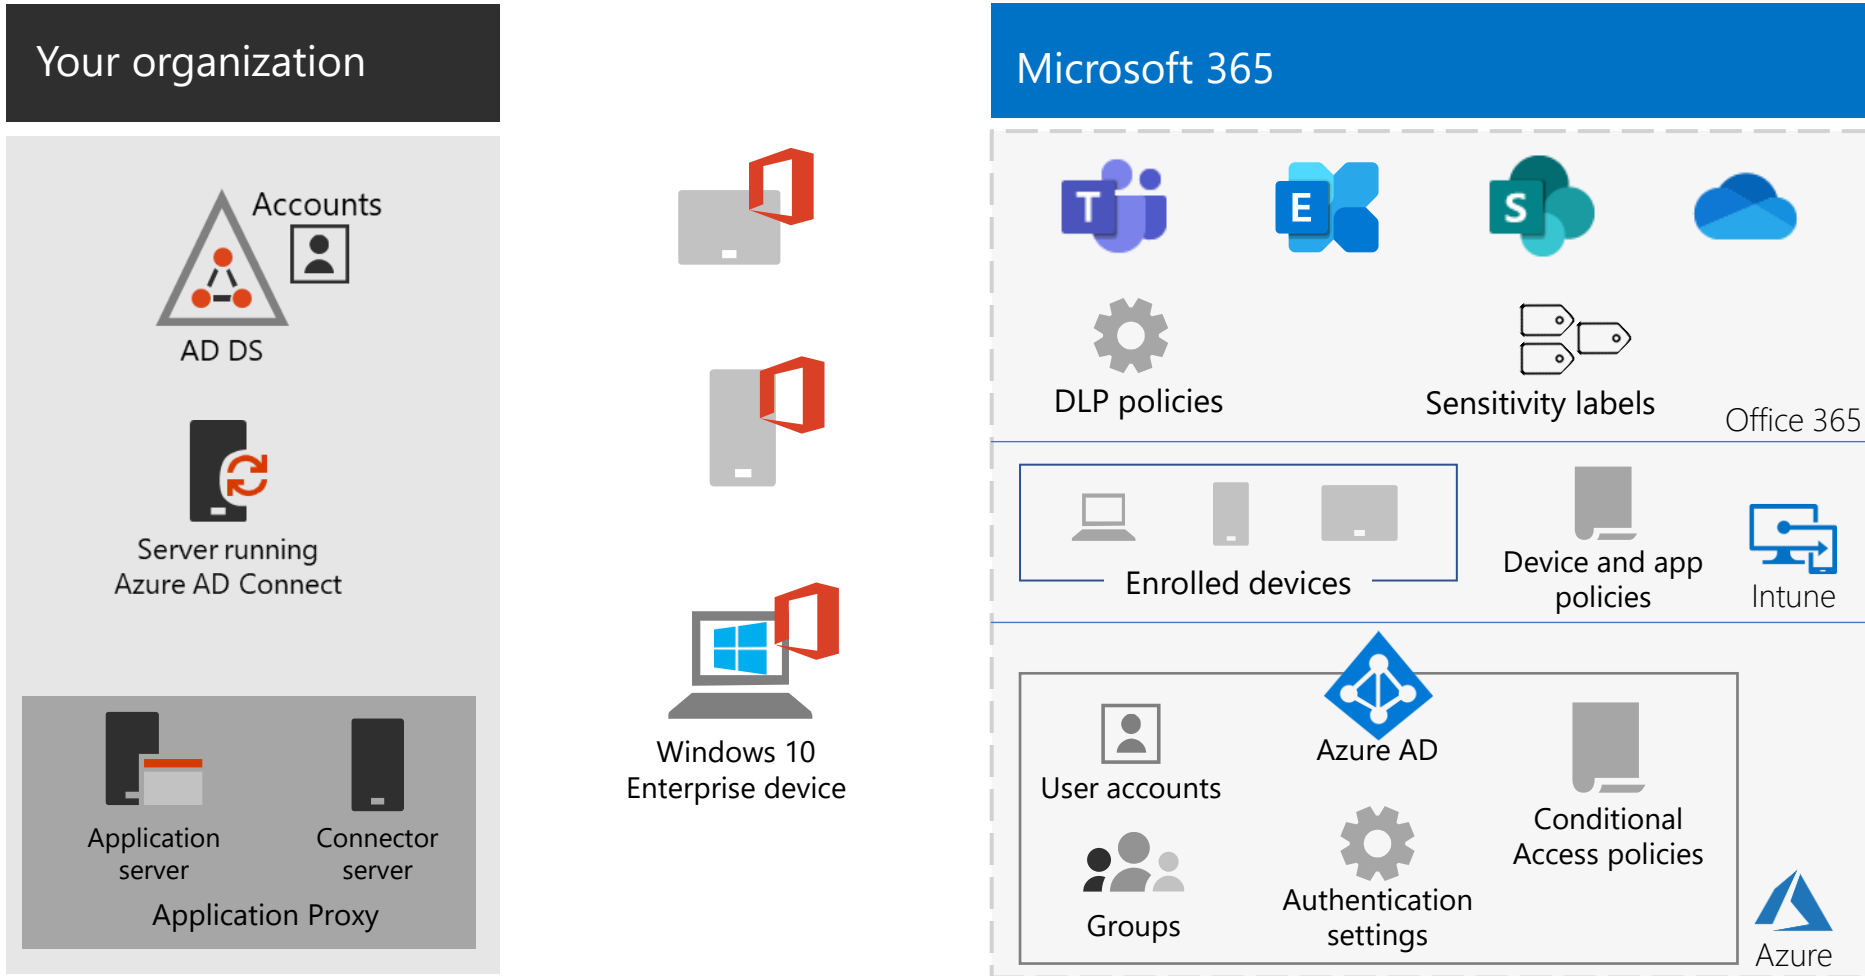 Your organization
Accounts
AD DS
Server running
Azure AD Connect
Application
server
Connector
server
Application Proxy
Windows 10
Enterprise device
Microsoft 365
T
E
S
DLP policies
Sensitivity labels
Office 365
Enrolled devices
Device and app
policies
Intune
Azure AD
User accounts
Groups
Authentication
settings
Conditional
Access policies
Azure